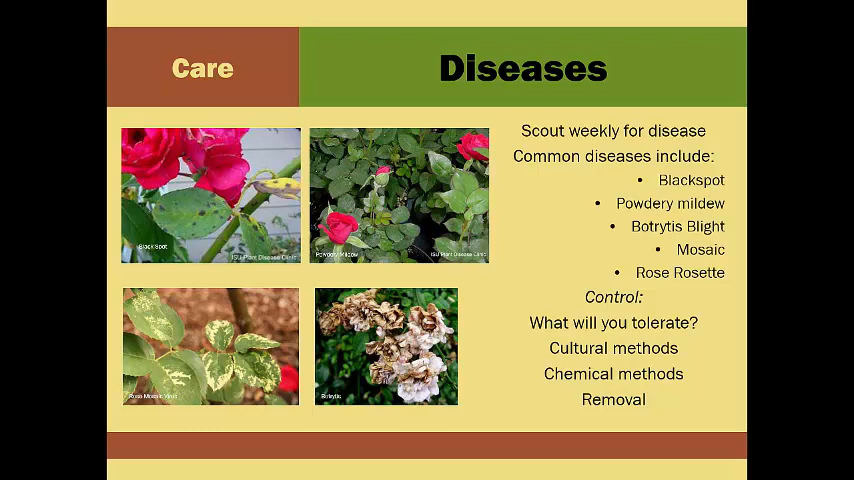 Care
Diseases
Scout weekly for disease
Common diseases include:
• Blackspot
• Powdery mildew
• Botrytis Blight
• Mosaic
• Rose Rosette
Control:
What will you tolerate?
Cultural methods
Chemical methods
Removal
Black Spot
ISU Plant Disease Clinic
Powdery Mildew
ISU Plant Disease Clinic
Rose Mosaic Virus
Botrytis